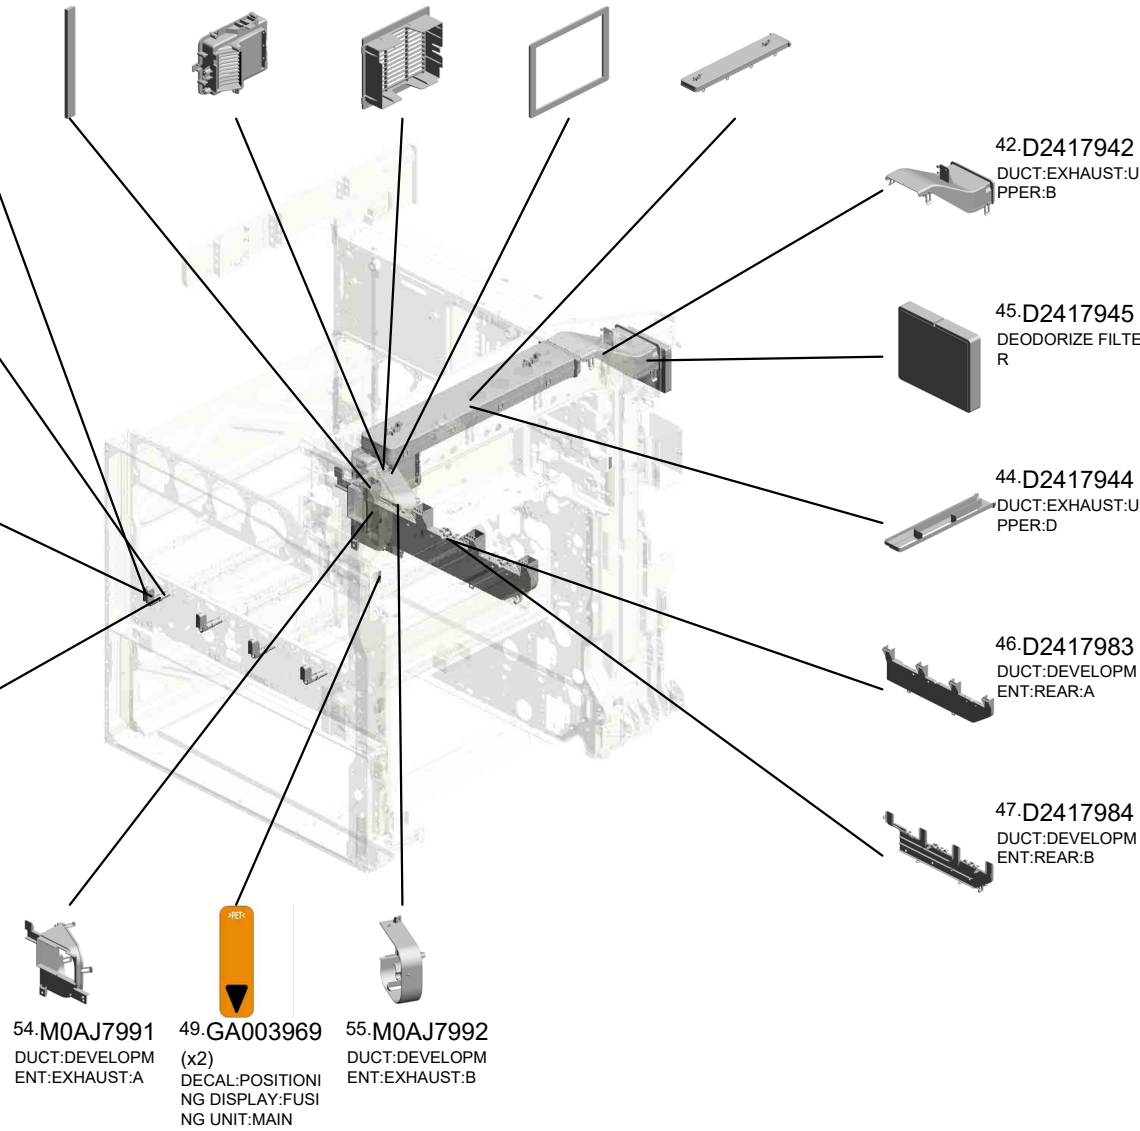 42.D2417942
DUCT:EXHAUST:U
PPER:B
45.D2417945
DEODORIZE FILTE
R
44.D2417944
DUCT:EXHAUST:U
PPER:D
46.D2417983
DUCT:DEVELOPM
ENT:REAR:A
47.D2417984
DUCT:DEVELOPM
ENT:REAR:B
>PET<
54.M0AJ7991
DUCT:DEVELOPM
ENT:EXHAUST:A
49.GA003969
(x2)
DECAL:POSITIONI
NG DISPLAY:FUSI
NG UNIT:MAIN
55.M0AJ7992
DUCT:DEVELOPM
ENT:EXHAUST:B